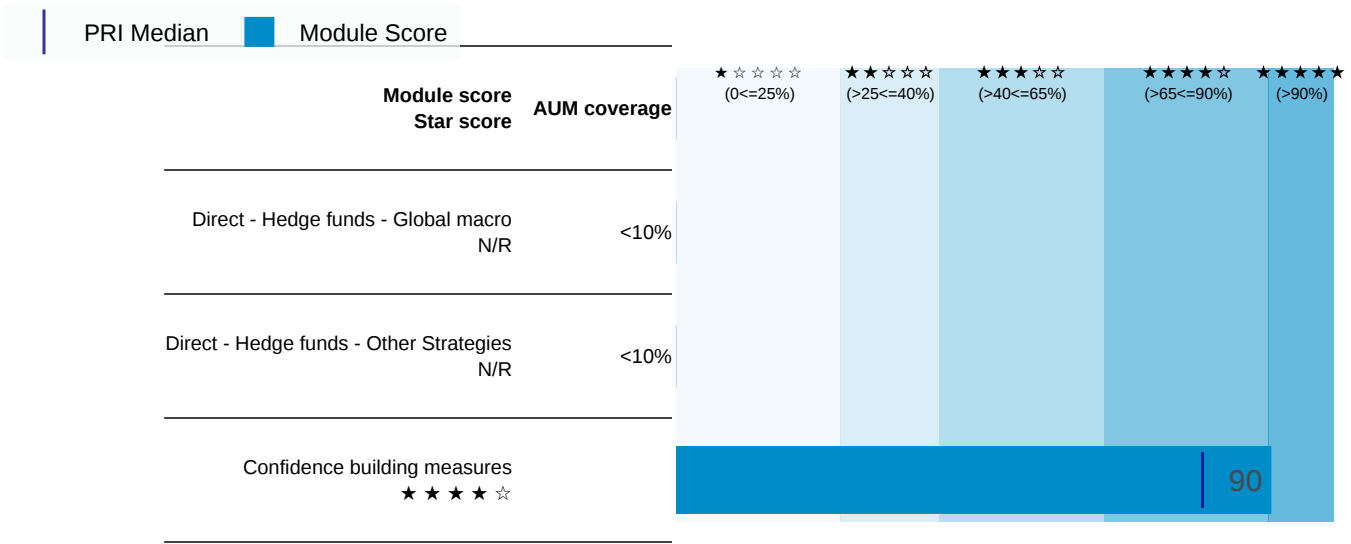 PRI Median Module Score
★☆☆☆☆ ★★☆☆☆ ★★★☆☆ ★★★★☆ ★★★★★
(0<=25%) (>25<=40%) (>40<=65%) (>65<=90%) (>90%)
Module score
Star score
AUM coverage
Direct - Hedge funds - Global macro
N/R
<10%
Direct - Hedge funds - Other Strategies
N/R
<10%
Confidence building measures
★★★★☆
90